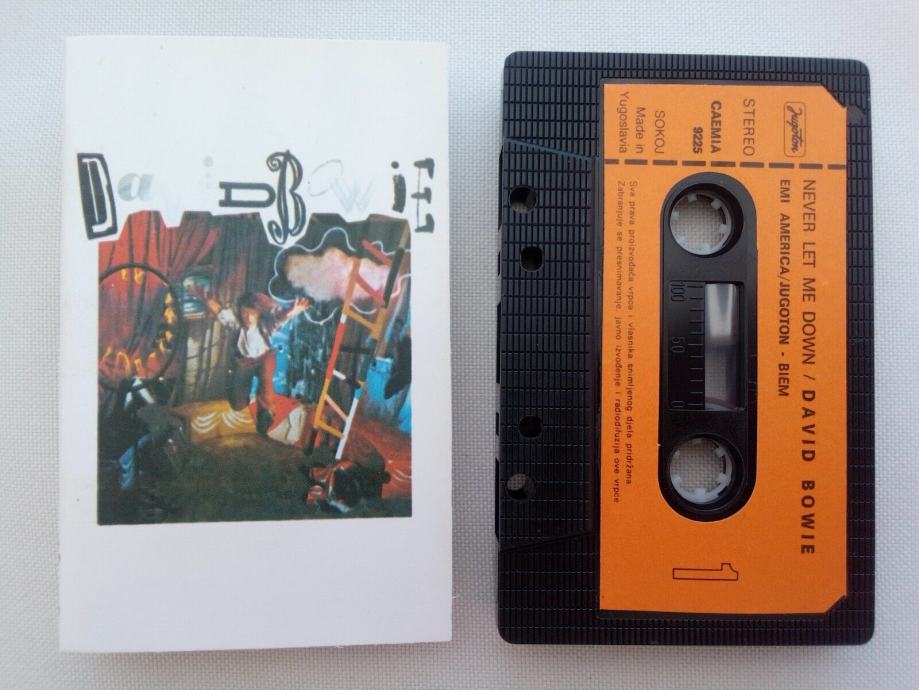 DaviD BOWiE
Jugoton
STEREO
CAEMIA
9225
SOKOJ
Made in
Yugoslavia
NEVER LET ME DOWN / DAVID BOWIE
EMI AMERICA/JUGOTON - BIEM
100 50 0
Sva prava proizvođača vrpca i vlasnika snimljenog djela pridržana
Zabranjuje se presnimavanje, javno izvođenje i radiodifuzija ove vrpce
1